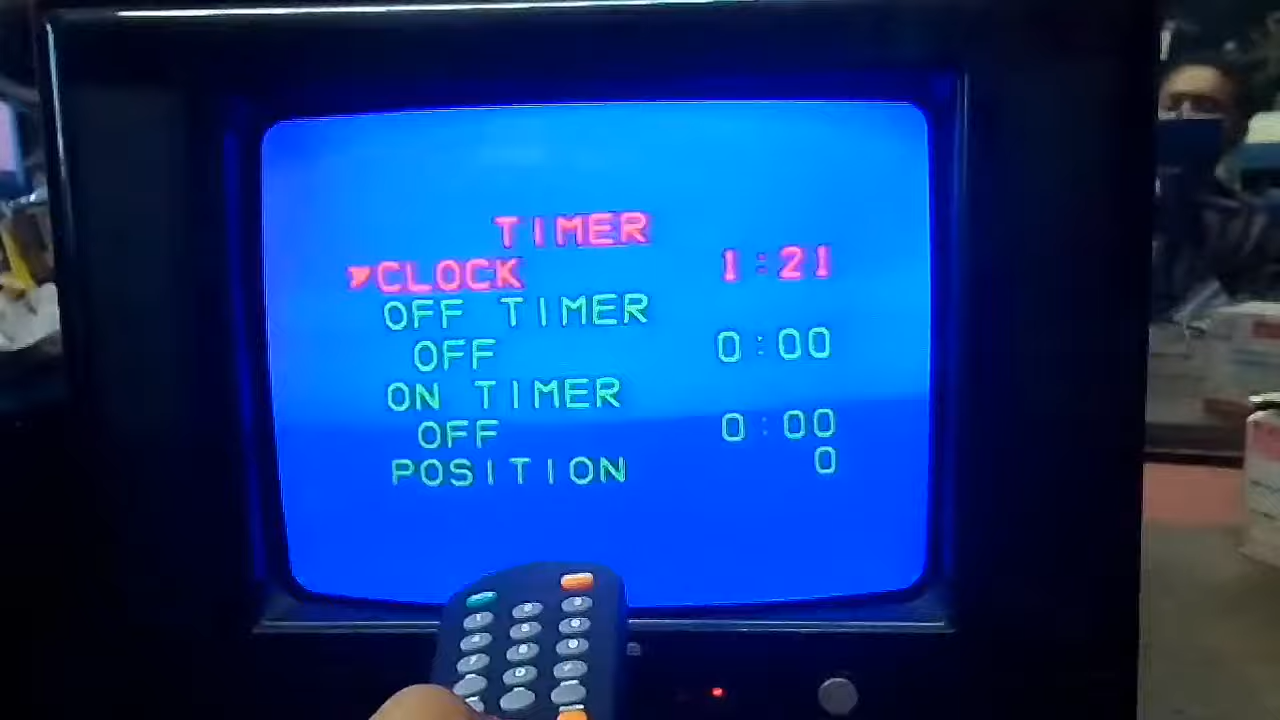 TIMER
CLOCK 1:21
OFF TIMER
OFF 0:00
ON TIMER
OFF 0:00
POSITION 0